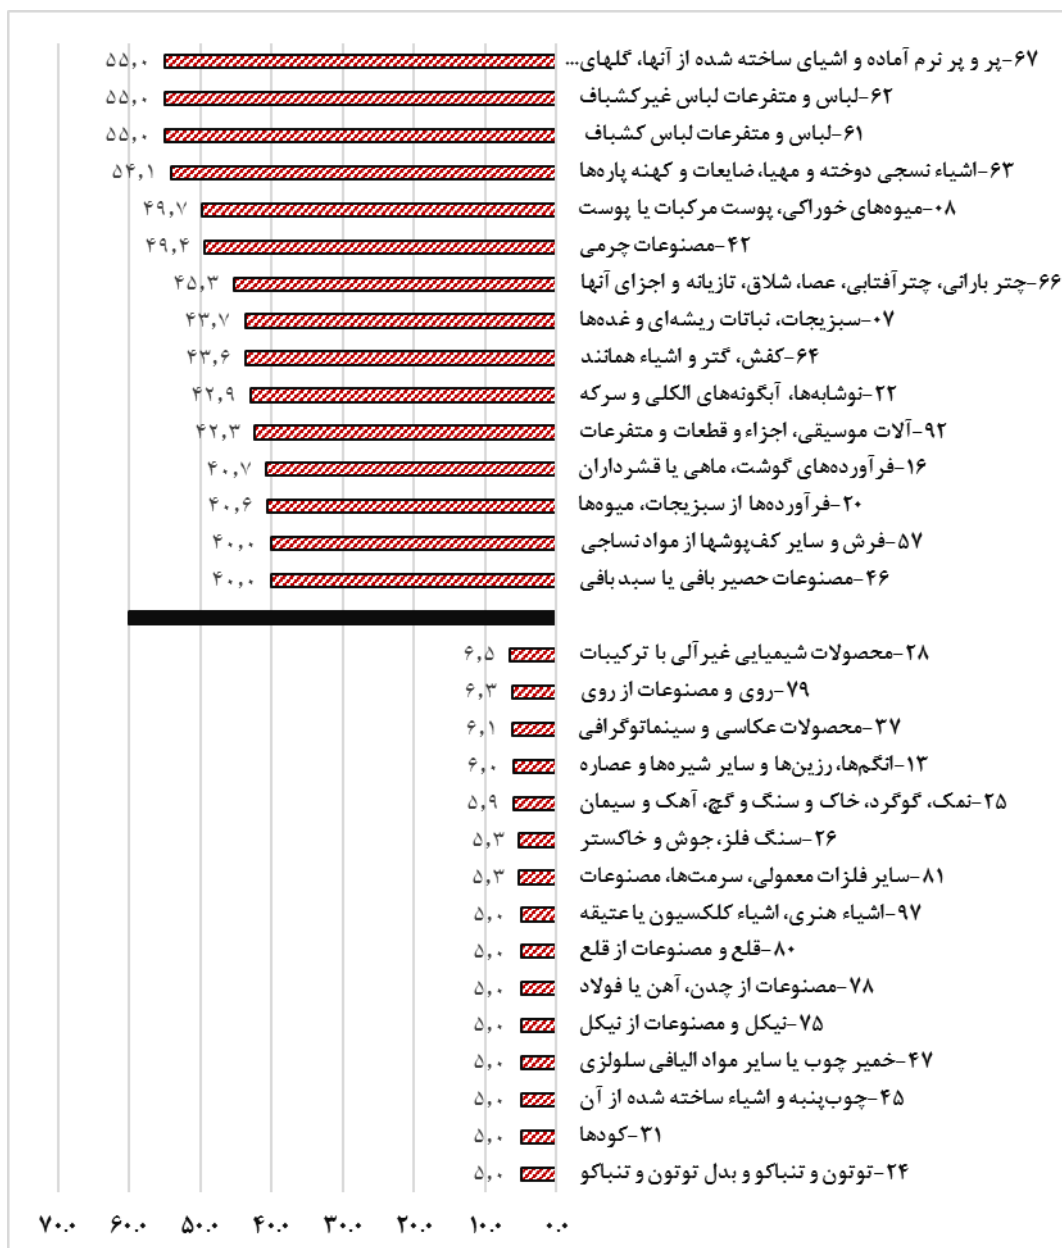 ۶۷-پر و پر نرم آماده و اشیای ساخته شده از آنها، گلهای... ۵۵٫۰
۶۲-لباس و متفرعات لباس غیرکشباف ۵۵٫۰
۶۱-لباس و متفرعات لباس کشباف ۵۵٫۰
۶۳-اشیاء نسجی دوخته و مهیا، ضایعات و کهنه پاره‌ها ۵۴٫۱
۰۸-میوه‌های خوراکی، پوست مرکبات یا پوست ۴۹٫۷
۴۲-مصنوعات چرمی ۴۹٫۴
۶۶-چتر بارانی، چترآفتابی، عصا، شلاق، تازیانه و اجزای آنها ۴۵٫۳
۰۷-سبزیجات، نباتات ریشه‌ای و غده‌ها ۴۳٫۷
۶۴-کفش، گتر و اشیاء همانند ۴۳٫۶
۲۲-نوشابه‌ها، آبگونه‌های الکلی و سرکه ۴۲٫۹
۹۲-آلات موسیقی، اجزاء و قطعات و متفرعات ۴۲٫۳
۱۶-فرآورده‌های گوشت، ماهی یا قشرداران ۴۰٫۷
۲۰-فرآورده‌ها از سبزیجات، میوه‌ها ۴۰٫۶
۵۷-فرش و سایر کف‌پوشها از مواد نساجی ۴۰٫۰
۴۶-مصنوعات حصیر بافی یا سبد بافی ۴۰٫۰
۲۸-محصولات شیمیایی غیرآلی با ترکیبات ۶٫۵
۷۹-روی و مصنوعات از روی ۶٫۳
۳۷-محصولات عکاسی و سینماتوگرافی ۶٫۱
۱۳-انگم‌ها، رزین‌ها و سایر شیره‌ها و عصاره ۶٫۰
۲۵-نمک، گوگرد، خاک و سنگ و گچ، آهک و سیمان ۵٫۹
۲۶-سنگ فلز، جوش و خاکستر ۵٫۳
۸۱-سایر فلزات معمولی، سرمت‌ها، مصنوعات ۵٫۳
۹۷-اشیاء هنری، اشیاء کلکسیون یا عتیقه ۵٫۰
۸۰-قلع و مصنوعات از قلع ۵٫۰
۷۸-مصنوعات از چدن، آهن یا فولاد ۵٫۰
۷۵-نیکل و مصنوعات از نیکل ۵٫۰
۴۷-خمیر چوب یا سایر مواد الیافی سلولزی ۵٫۰
۴۵-چوب‌پنبه و اشیاء ساخته شده از آن ۵٫۰
۳۱-کودها ۵٫۰
۲۴-توتون و تنباکو و بدل توتون و تنباکو ۵٫۰
۷۰.۰ ۶۰.۰ ۵۰.۰ ۴۰.۰ ۳۰.۰ ۲۰.۰ ۱۰.۰ ۰.۰